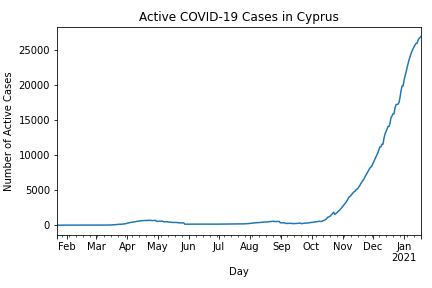 Active COVID-19 Cases in Cyprus
Number of Active Cases
25000
20000
15000
10000
5000
0
Feb Mar Apr May Jun Jul Aug Sep Oct Nov Dec Jan
2021
Day